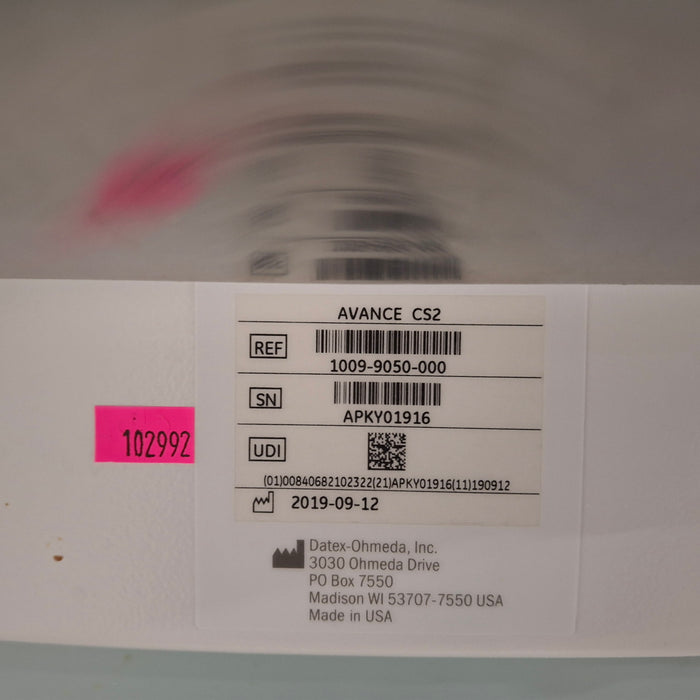 AVANCE CS2
REF
1009-9050-000
SN
APKY01916
UDI
(01)00840682102322(21)APKY01916(11)190912
2019-09-12
102992
Datex-Ohmeda, Inc.
3030 Ohmeda Drive
PO Box 7550
Madison WI 53707-7550 USA
Made in USA